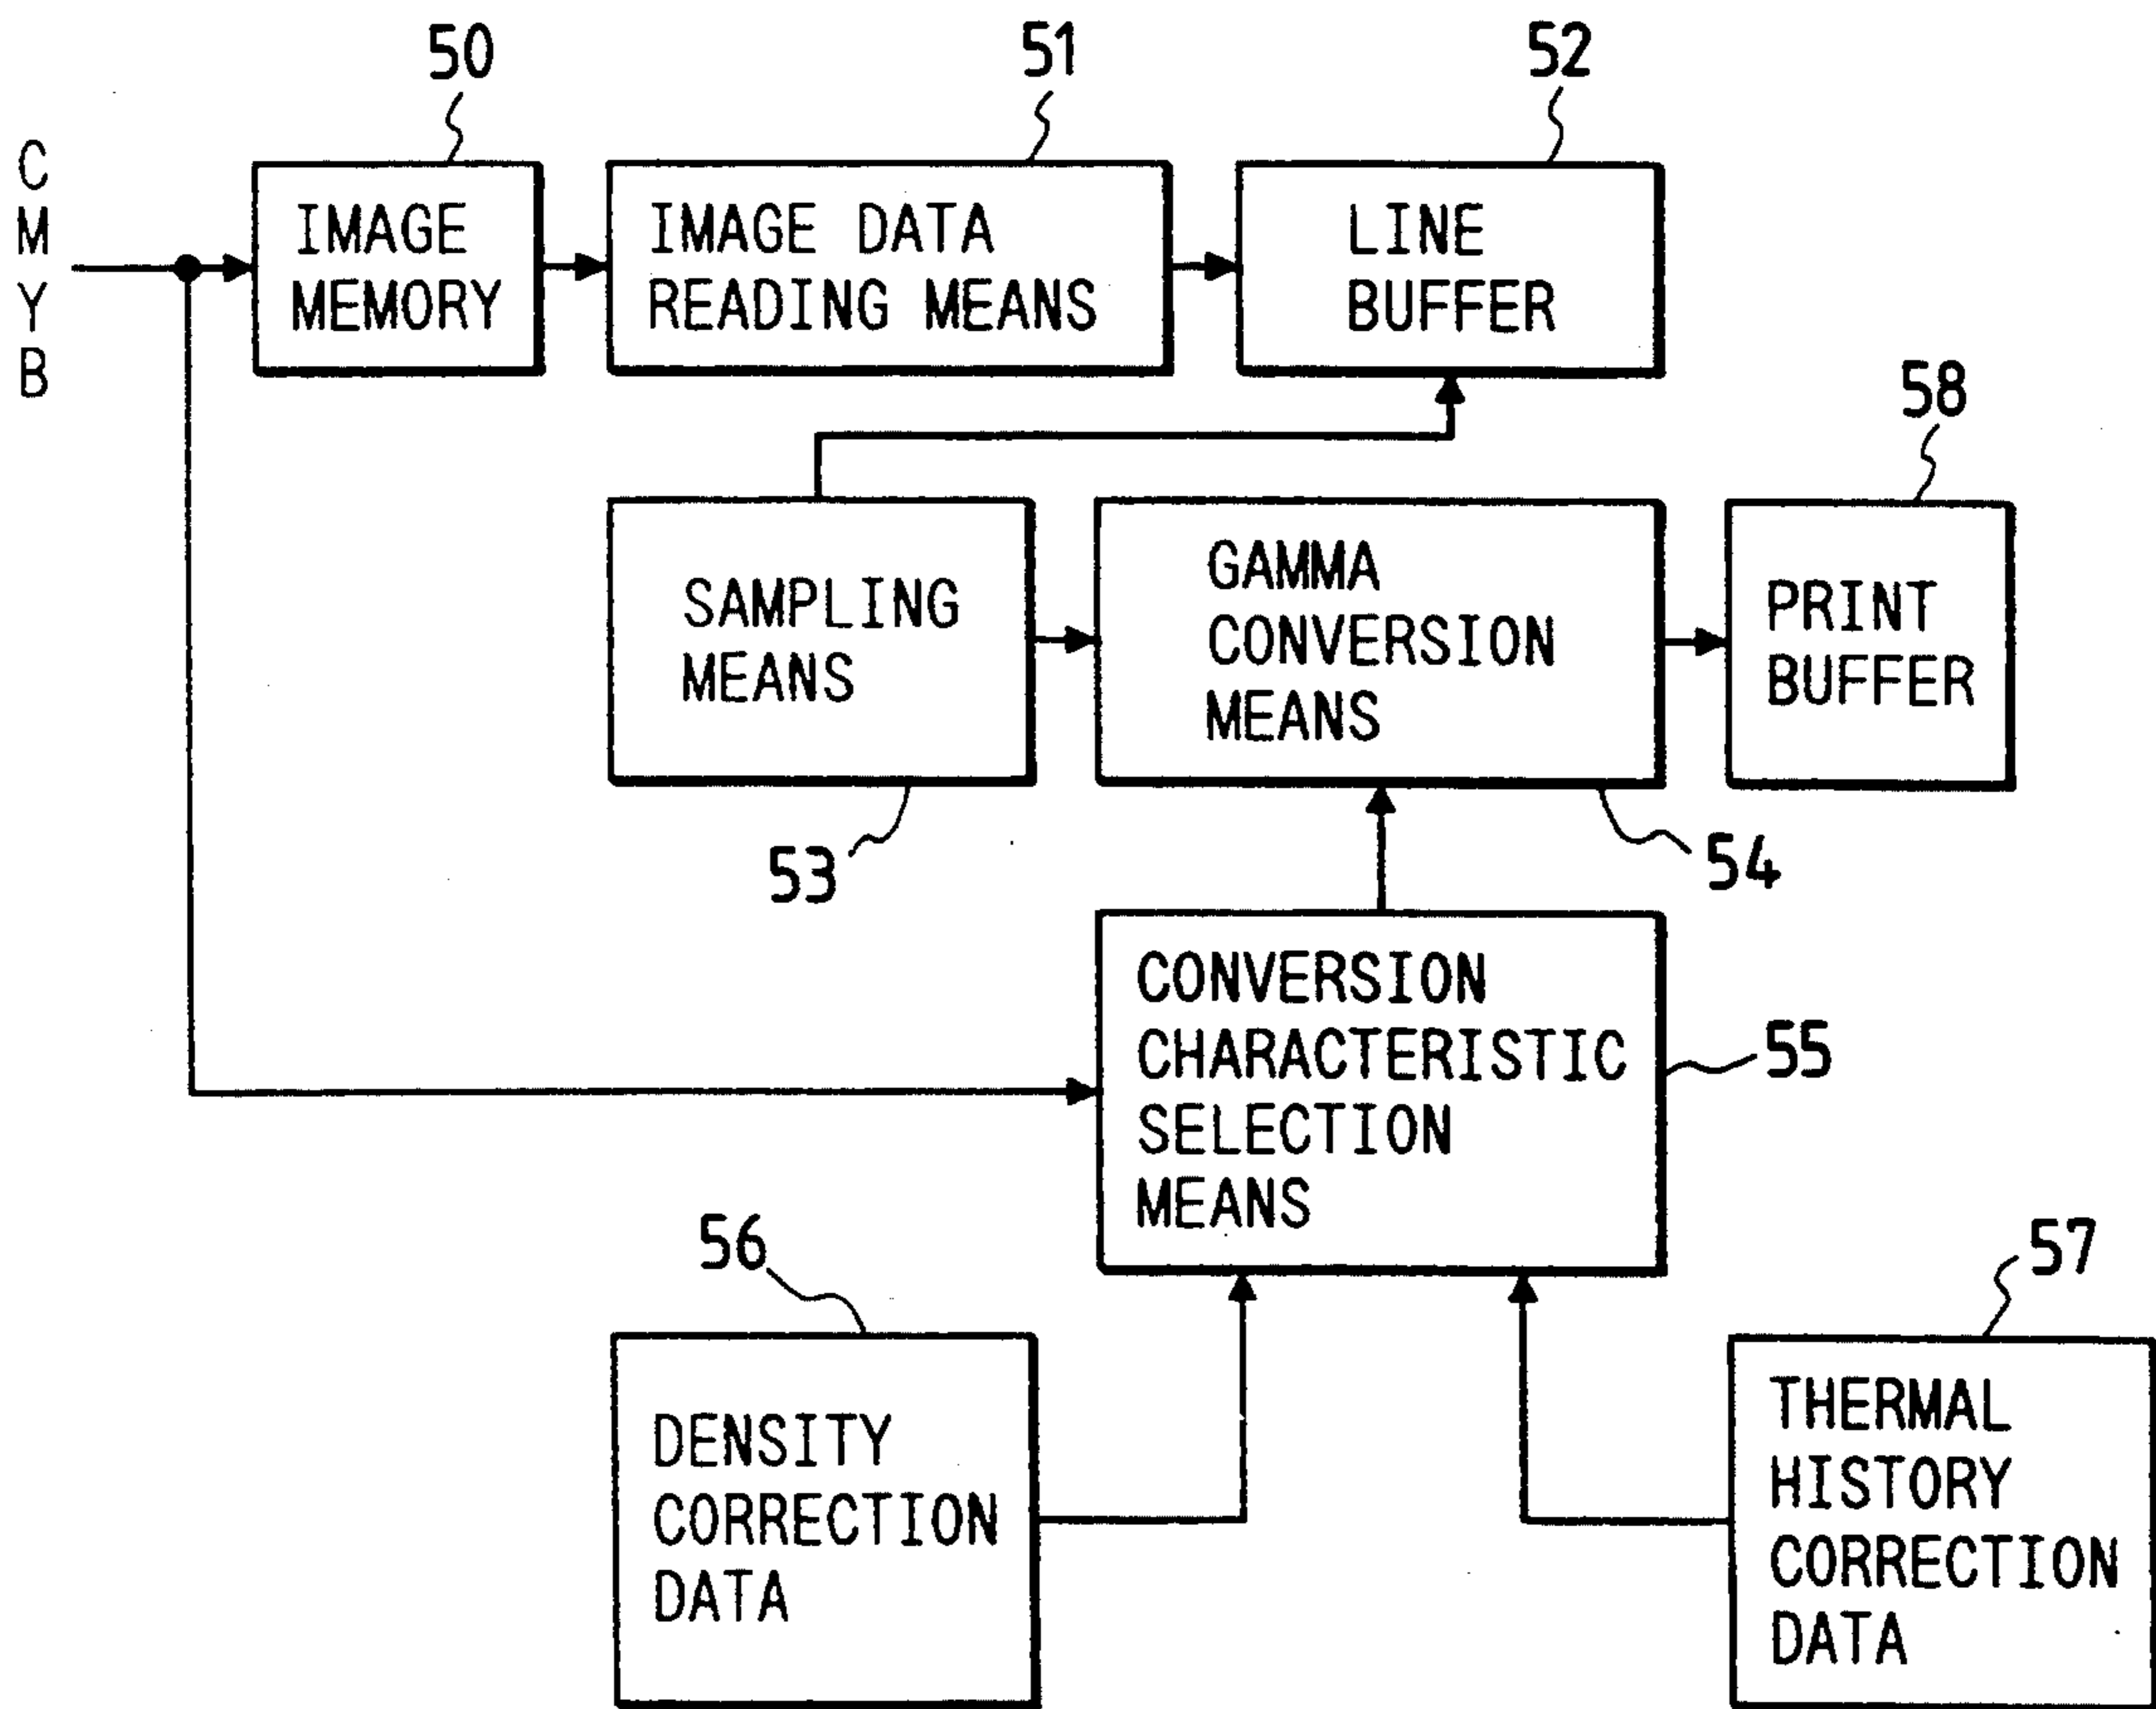 50
51
52
C
M
Y
B
IMAGE
MEMORY
IMAGE DATA
READING MEANS
LINE
BUFFER
58
SAMPLING
MEANS
GAMMA
CONVERSION
MEANS
PRINT
BUFFER
53
54
CONVERSION
CHARACTERISTIC
SELECTION
MEANS
55
56
57
DENSITY
CORRECTION
DATA
THERMAL
HISTORY
CORRECTION
DATA